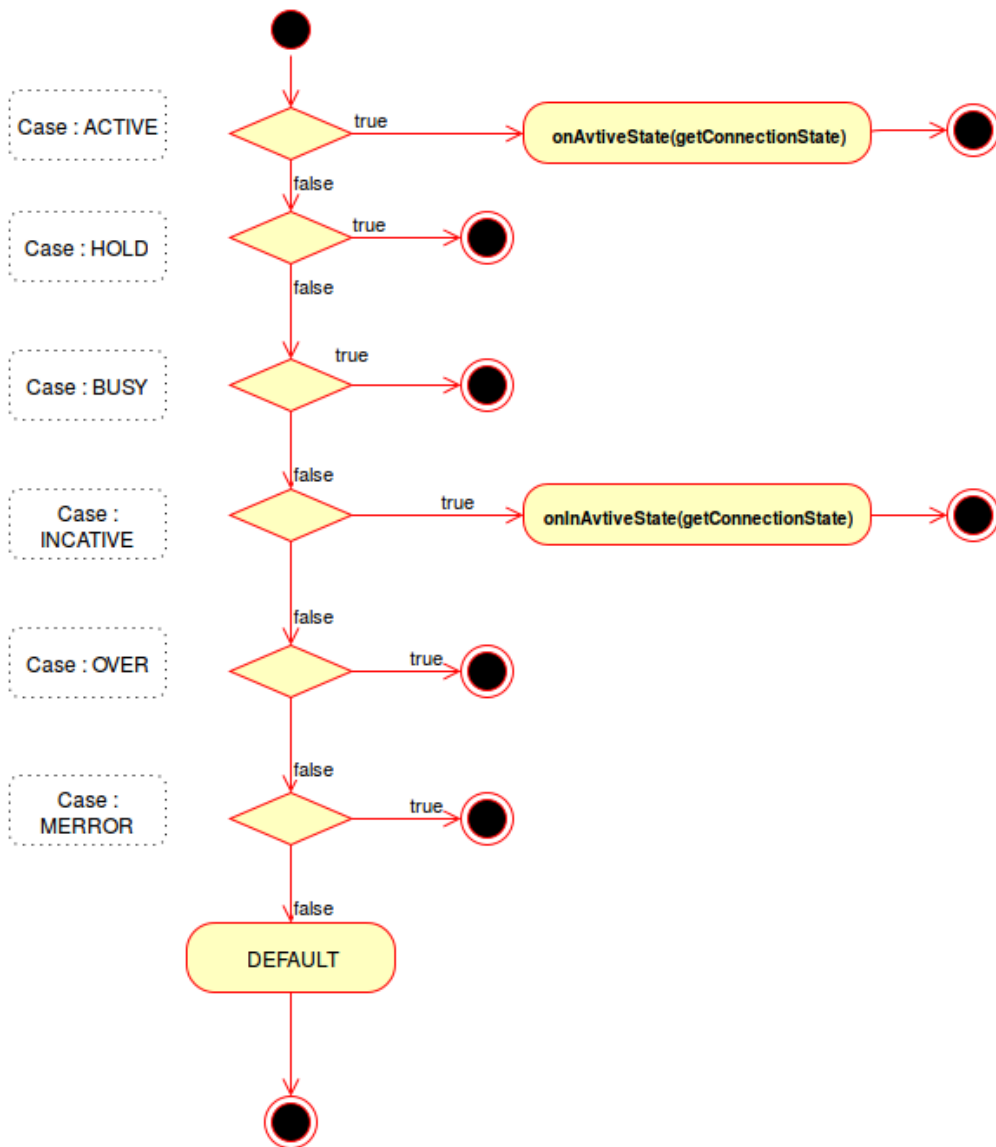 Case : ACTIVE
true
onAvtiveState(getConnectionState)
false
Case : HOLD
true
false
Case : BUSY
true
false
Case :
INCATIVE
true
onInAvtiveState(getConnectionState)
false
Case : OVER
true
false
Case :
MERROR
true
false
DEFAULT